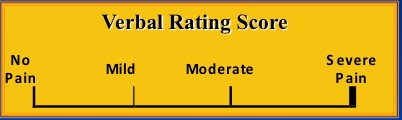 Verbal Rating Score
No
Pain
Mild
Moderate
Severe
Pain